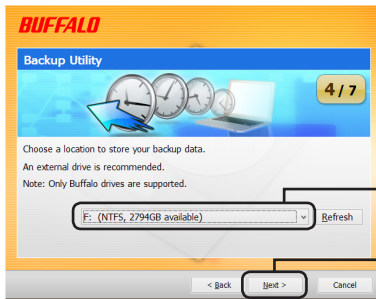 BUFFALO
Backup Utility
4 / 7
Choose a location to store your backup data.
An external drive is recommended.
Note: Only Buffalo drives are supported.
F: (NTFS, 2794GB available)
Refresh
< Back
Next >
Cancel